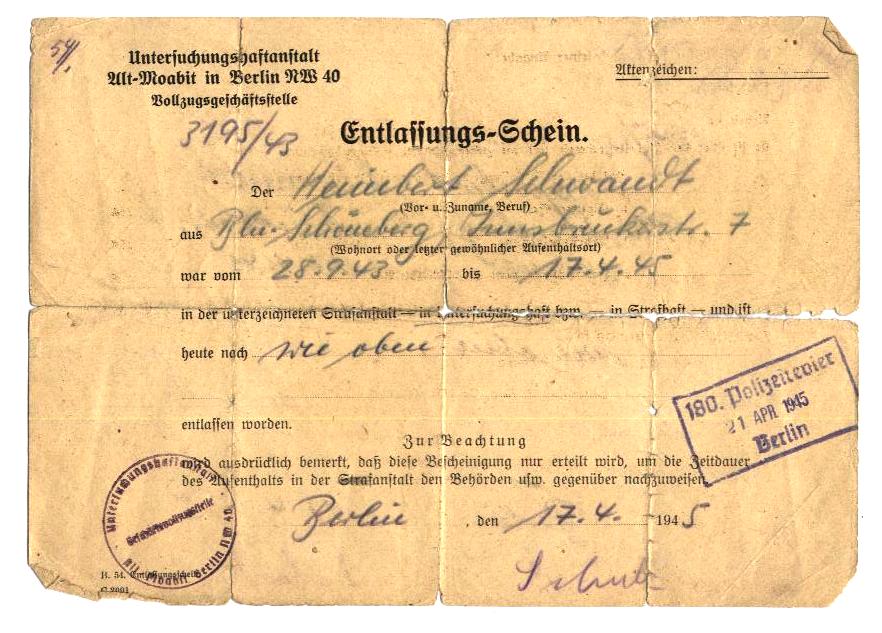 54/.
Untersuchungshaftanstalt
Alt-Moabit in Berlin NW 40
Vollzugsgeschäftsstelle
Aktenzeichen:
3195/43
Entlassungs-Schein.
Der Heimbert Schwandt
(Vor- u. Zuname, Beruf)
aus Bln. Schöneberg Innsbruckerstr. 7
(Wohnort oder letzter gewöhnlicher Aufenthaltsort)
war vom 28.9.43 bis 17.4.45
in der unterzeichneten Strafanstalt — in Untersuchungshaft bzw. — in Strafhaft — und ist
heute nach wie oben
180. Polizeirevier
21 APR 1945
Berlin
entlassen worden.
Zur Beachtung
wird ausdrücklich bemerkt, daß diese Bescheinigung nur erteilt wird, um die Zeitdauer
des Aufenthalts in der Strafanstalt den Behörden usw. gegenüber nachzuweisen.
Untersuchungshaftanstalt
Alt Moabit Berlin NW 40
Berlin, den 17.4. 1945
Schulz
B. 54. Entlassungsschein